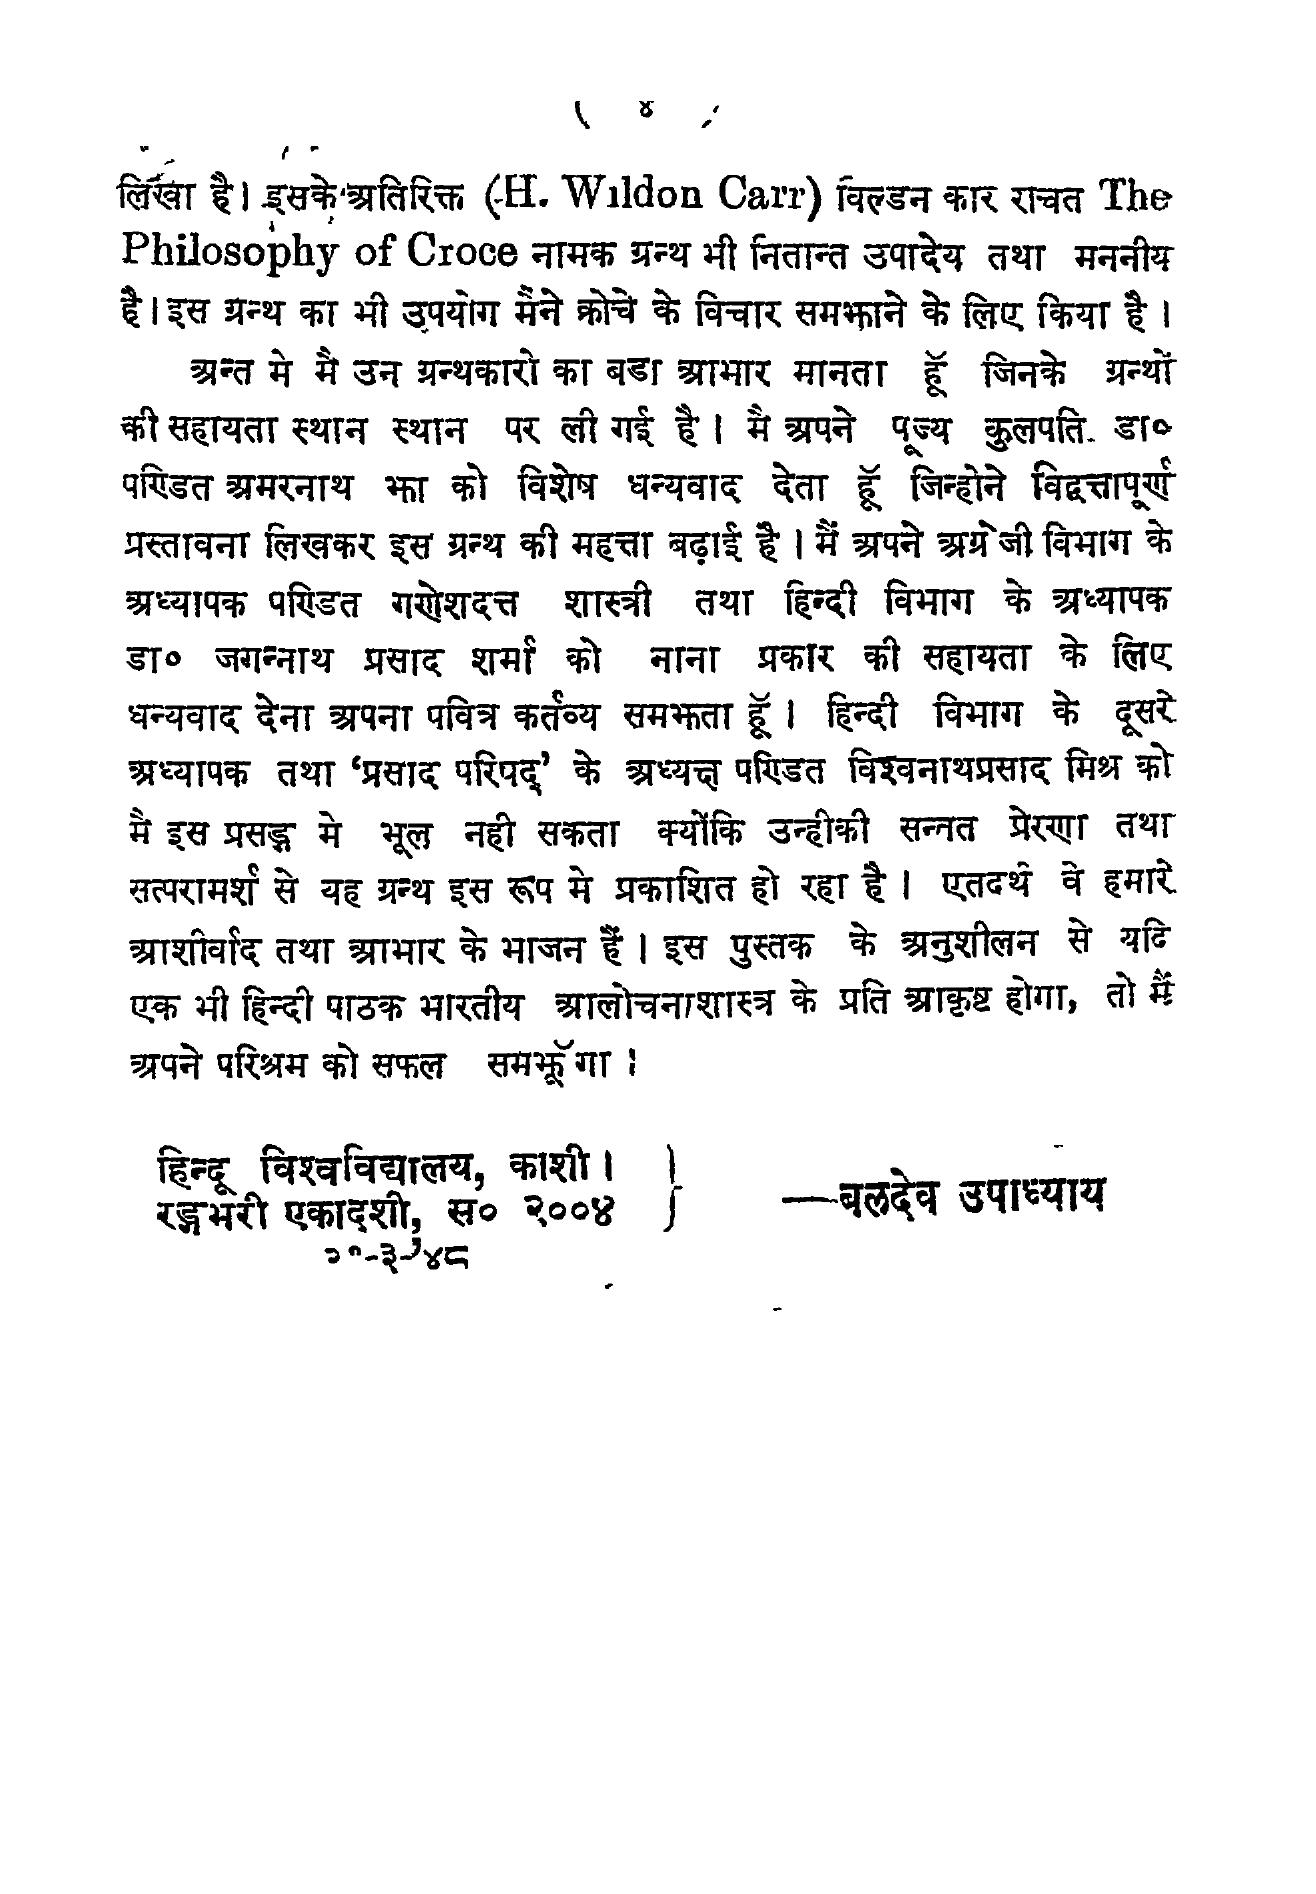 ( ४ )
लिखा है। इसके अतिरिक्त (H. Wildon Carr) विल्डन कार रचित The
Philosophy of Croce नामक ग्रन्थ भी नितान्त उपादेय तथा मननीय
है। इस ग्रन्थ का भी उपयोग मैंने क्रोचे के विचार समझाने के लिए किया है।
अन्त मे मै उन ग्रन्थकारो का बडा आभार मानता हूँ जिनके ग्रन्थों
की सहायता स्थान स्थान पर ली गई है। मै अपने पूज्य कुलपति डा०
पण्डित अमरनाथ झा को विशेष धन्यवाद देता हूँ जिन्होने विद्वत्तापूर्ण
प्रस्तावना लिखकर इस ग्रन्थ की महत्ता बढ़ाई है। मैं अपने अग्रेजी विभाग के
अध्यापक पण्डित गणेशदत्त शास्त्री तथा हिन्दी विभाग के अध्यापक
डा० जगन्नाथ प्रसाद शर्मा को नाना प्रकार की सहायता के लिए
धन्यवाद देना अपना पवित्र कर्तव्य समझता हूँ। हिन्दी विभाग के दूसरे
अध्यापक तथा ‘प्रसाद परिषद्’ के अध्यक्ष पण्डित विश्वनाथप्रसाद मिश्र को
मै इस प्रसङ्ग मे भूल नही सकता क्योंकि उन्हीकी सन्तत प्रेरणा तथा
सत्परामर्श से यह ग्रन्थ इस रूप मे प्रकाशित हो रहा है। एतदर्थ वे हमारे
आशीर्वाद तथा आभार के भाजन हैं। इस पुस्तक के अनुशीलन से यदि
एक भी हिन्दी पाठक भारतीय आलोचनाशास्त्र के प्रति आकृष्ट होगा, तो मैं
अपने परिश्रम को सफल समझूँगा।
हिन्दू विश्वविद्यालय, काशी।
रङ्गभरी एकादशी, स० २००४
—बलदेव उपाध्याय
-३-’४८